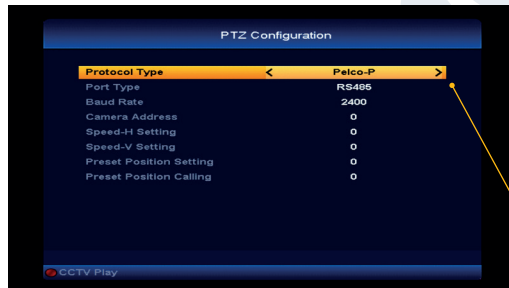 PTZ Configuration
Protocol Type < Pelco-P >
Port Type RS485
Baud Rate 2400
Camera Address 0
Speed-H Setting 0
Speed-V Setting 0
Preset Position Setting 0
Preset Position Calling 0
CCTV Play